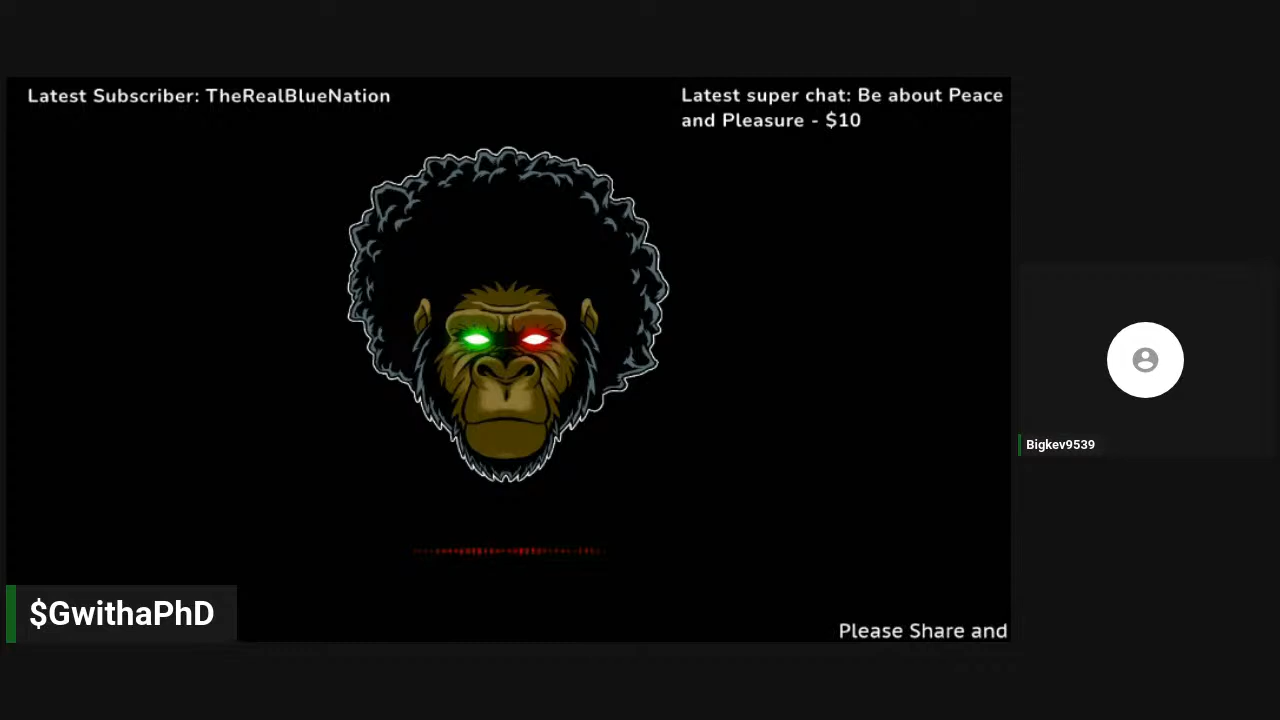 Latest Subscriber: TheRealBlueNation
Latest super chat: Be about Peace
and Pleasure - $10
Bigkev9539
$GwithaPhD
Please Share and